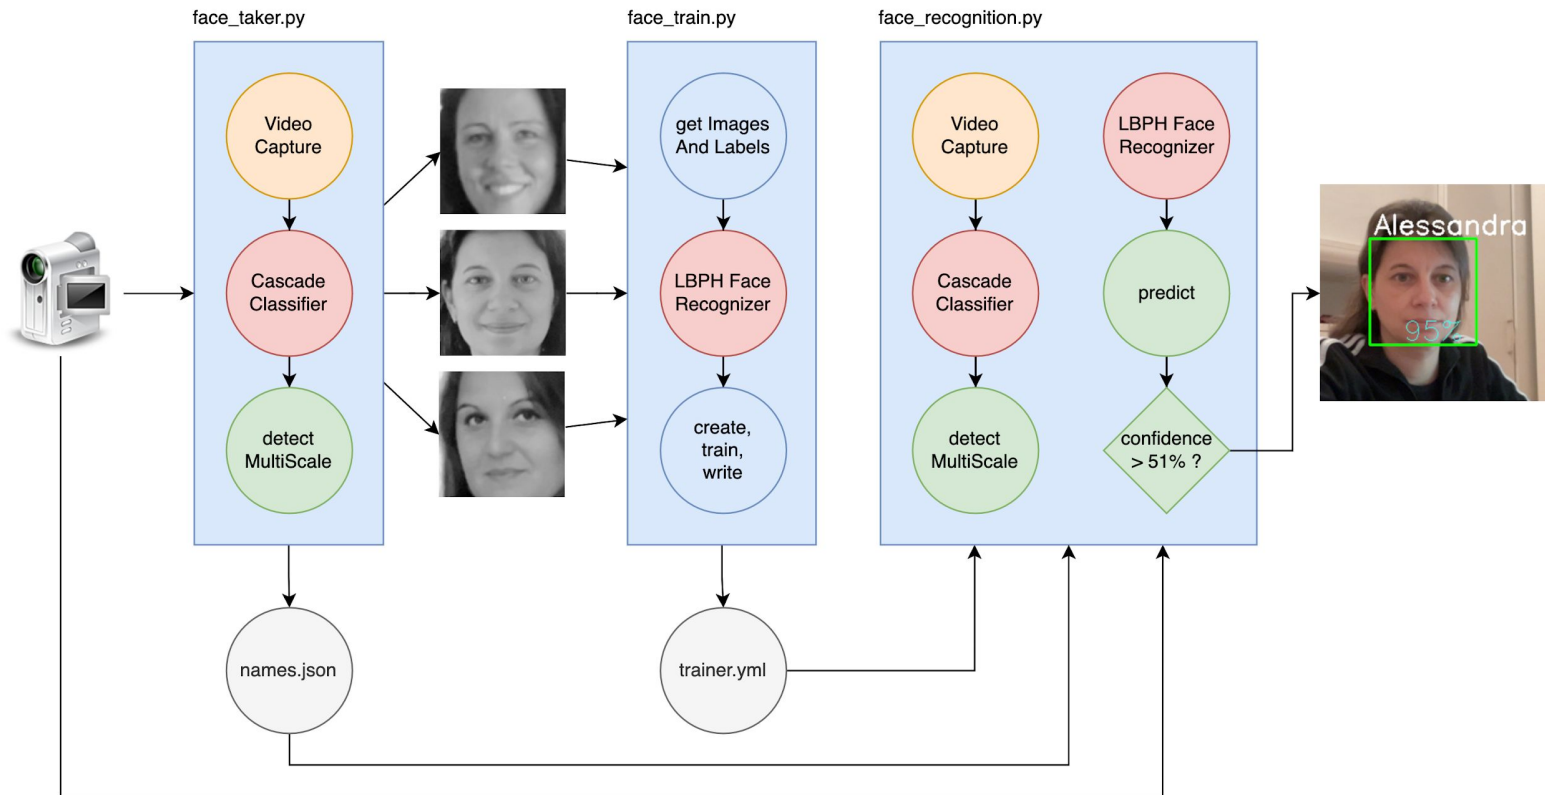 face_taker.py
face_train.py
face_recognition.py
Video
Capture
Cascade
Classifier
detect
MultiScale
names.json
get Images
And Labels
LBPH Face
Recognizer
create,
train,
write
trainer.yml
Video
Capture
Cascade
Classifier
detect
MultiScale
LBPH Face
Recognizer
predict
confidence
> 51% ?
Alessandra
95%